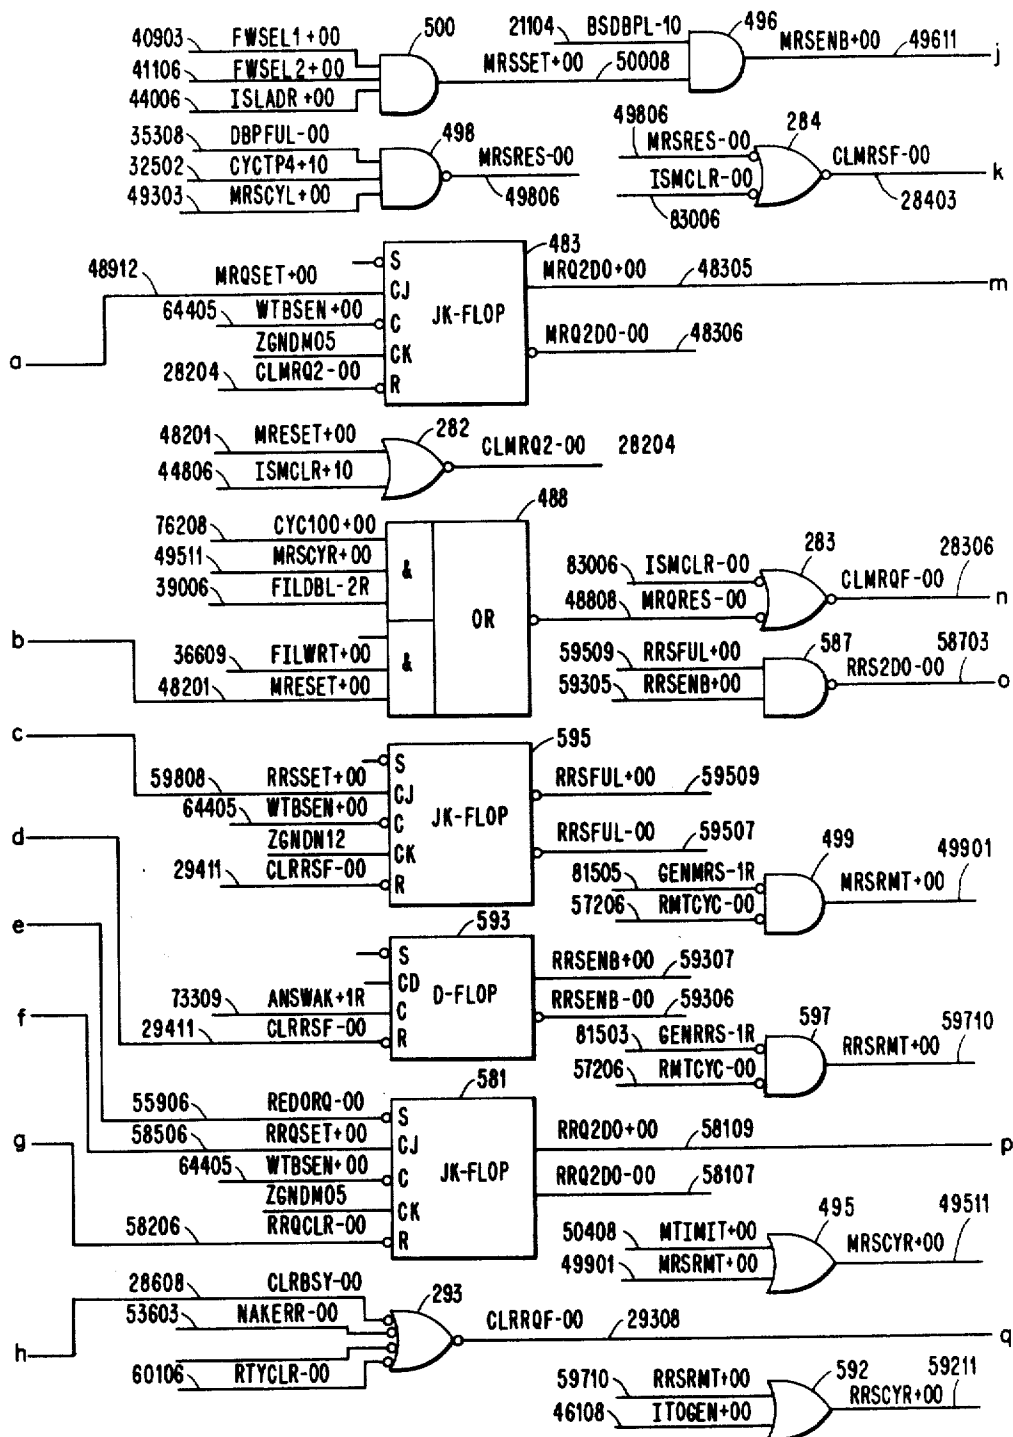 500
21104 BSDBPL-10 496
40903 FWSEL1+00
MRSENB+00 49611 j
41106 FWSEL2+00
MRSSET+00 50008
44006 ISLADR+00
35308 DBPFUL-00 498
49806 284
MRSRES-00 CLMRSF-00
32502 CYCTP4+10 MRSRES-00
k
49303 MRSCYL+00 49806
ISMCLR-00 28403
83006
483
48912 MRQSET+00 S MRQ2DO+00 48305 m
CJ
64405 WTBSEN+00 C JK-FLOP
ZGNDM05 CK MRQ2DO-00 48306
a
28204 CLMRQ2-00 R
282
48201 MRESET+00 CLMRQ2-00 28204
44806 ISMCLR+10
488
76208 CYC100+00
49511 MRSCYR+00 &
83006 ISMCLR-00 283 28306
CLMRQF-00 n
39006 FILDBL-2R OR
48808 MRQRES-00
b
36609 FILWRT+00 &
59509 RRSFUL+00 587 58703
RRS2DO-00 o
48201 MRESET+00
59305 RRSENB+00
c
595
S
59808 RRSSET+00 CJ RRSFUL+00 59509
64405 WTBSEN+00 C JK-FLOP
d
ZGNDN12 CK RRSFUL-00 59507
29411 CLRRSF-00 R
499
81505 GENMRS-1R MRSRMT+00 49901
57206 RMTCYC-00
e
593
S
CD RRSENB+00 59307
73309 ANSWAK+1R C D-FLOP
RRSENB-00 59306
f
29411 CLRRSF-00 R
81503 GENRRS-1R 597 59710
RRSRMT+00
57206 RMTCYC-00
581
55906 REDORQ-00 S
58506 RRQSET+00 CJ RRQ2DO+00 58109 p
g
64405 WTBSEN+00 C JK-FLOP
RRQ2DO-00 58107
ZGNDM05 CK
58206 RRQCLR-00 R
50408 MTIMIT+00 495 49511
MRSCYR+00
49901 MRSRMT+00
28608 CLRBSY-00
53603 NAKERR-00 293
CLRRQF-00 29308 q
h
60106 RTYCLR-00
59710 RRSRMT+00 592 59211
RRSCYR+00
46108 ITOGEN+00